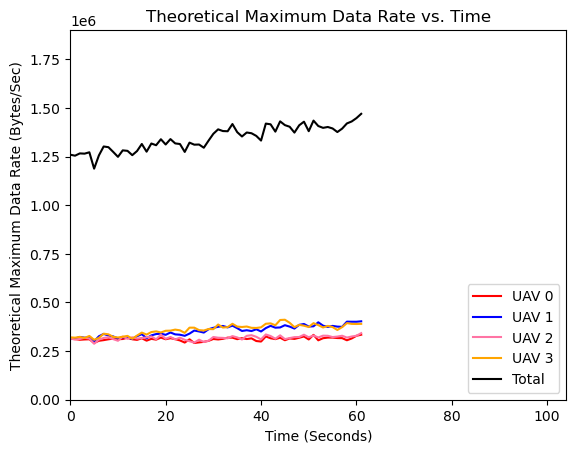 Theoretical Maximum Data Rate vs. Time
1e6
Theoretical Maximum Data Rate (Bytes/Sec)
1.75
1.50
1.25
1.00
0.75
0.50
0.25
0.00
0
20
40
60
80
100
Time (Seconds)
UAV 0
UAV 1
UAV 2
UAV 3
Total